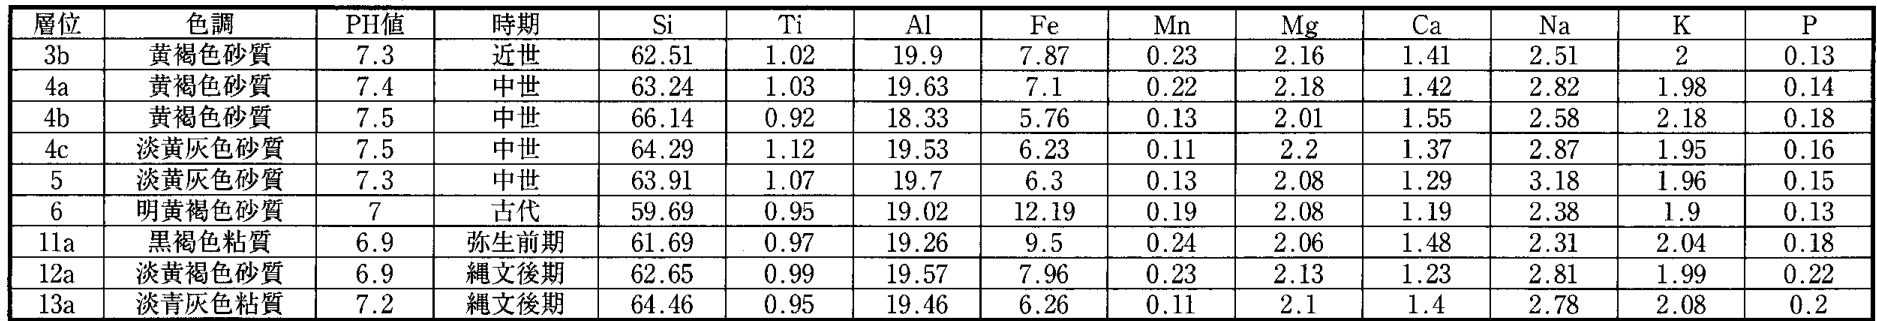 層位 色調 PH値 時期 Si Ti Al Fe Mn Mg Ca Na K P
3b 黄褐色砂質 7.3 近世 62.51 1.02 19.9 7.87 0.23 2.16 1.41 2.51 2 0.13
4a 黄褐色砂質 7.4 中世 63.24 1.03 19.63 7.1 0.22 2.18 1.42 2.82 1.98 0.14
4b 黄褐色砂質 7.5 中世 66.14 0.92 18.33 5.76 0.13 2.01 1.55 2.58 2.18 0.18
4c 淡黄灰色砂質 7.5 中世 64.29 1.12 19.53 6.23 0.11 2.2 1.37 2.87 1.95 0.16
5 淡黄灰色砂質 7.3 中世 63.91 1.07 19.7 6.3 0.13 2.08 1.29 3.18 1.96 0.15
6 明黄褐色砂質 7 古代 59.69 0.95 19.02 12.19 0.19 2.08 1.19 2.38 1.9 0.13
11a 黒褐色粘質 6.9 弥生前期 61.69 0.97 19.26 9.5 0.24 2.06 1.48 2.31 2.04 0.18
12a 淡黄褐色砂質 6.9 縄文後期 62.65 0.99 19.57 7.96 0.23 2.13 1.23 2.81 1.99 0.22
13a 淡青灰色粘質 7.2 縄文後期 64.46 0.95 19.46 6.26 0.11 2.1 1.4 2.78 2.08 0.2